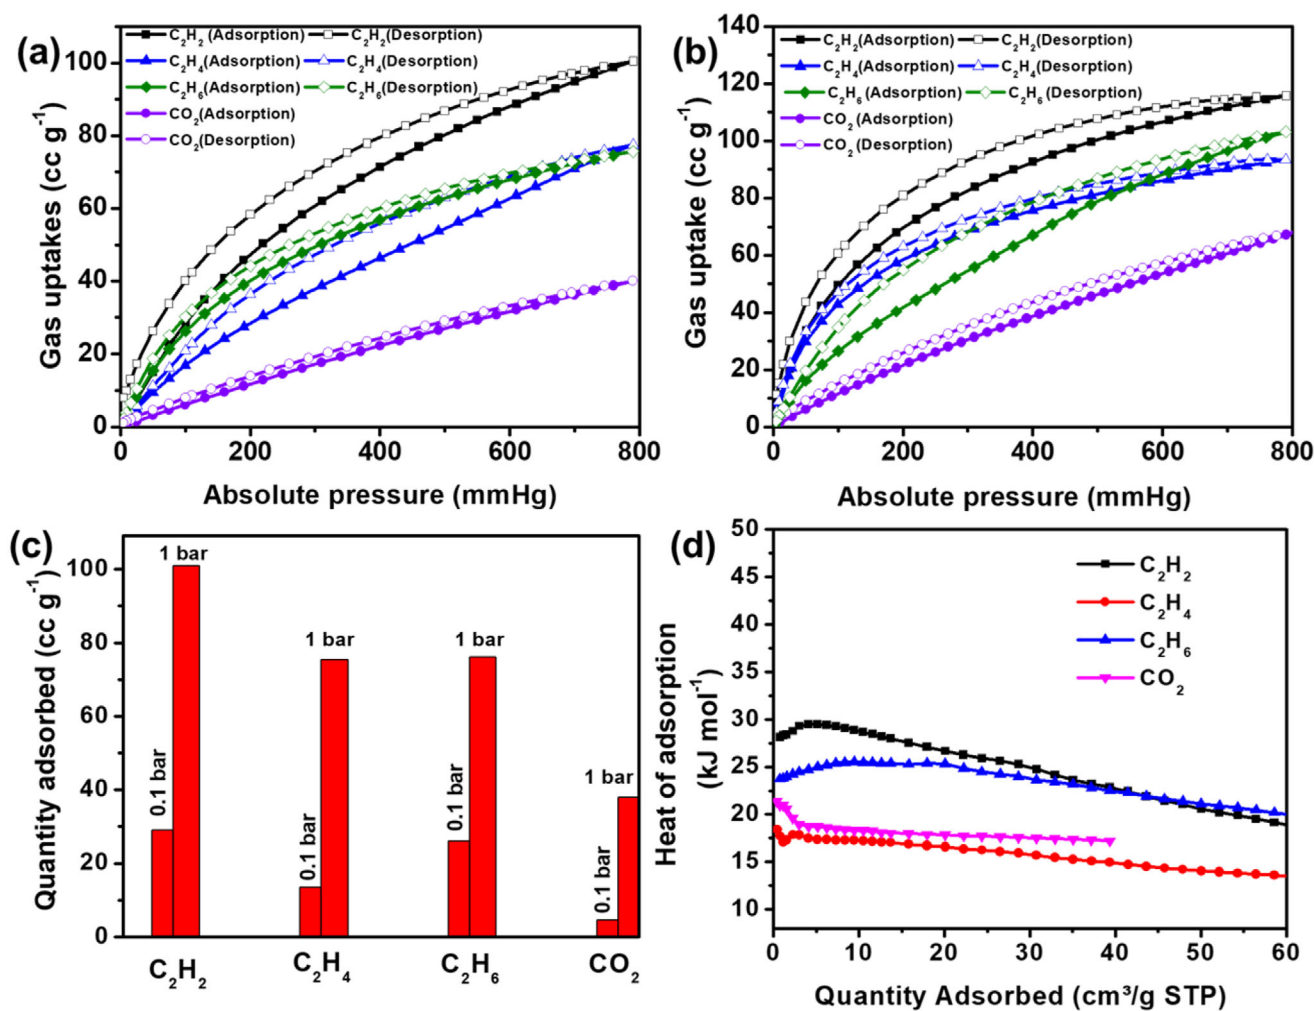 (a)
C₂H₂ (Adsorption) C₂H₂(Desorption)
C₂H₄(Adsorption) C₂H₄(Desorption)
C₂H₆(Adsorption) C₂H₆(Desorption)
CO₂(Adsorption)
CO₂(Desorption)
Gas uptakes (cc g⁻¹)
100
80
60
40
20
0
0 200 400 600 800
Absolute pressure (mmHg)
(b)
C₂H₂(Adsorption) C₂H₂(Desorption)
C₂H₄(Adsorption) C₂H₄(Desorption)
C₂H₆ (Adsorption) C₂H₆ (Desorption)
CO₂ (Adsorption)
CO₂ (Desorption)
Gas uptake (cc g⁻¹)
140
120
100
80
60
40
20
0
0 200 400 600 800
Absolute pressure (mmHg)
(c)
Quantity adsorbed (cc g⁻¹)
100
80
60
40
20
0
0.1 bar
1 bar
0.1 bar
1 bar
0.1 bar
1 bar
0.1 bar
1 bar
C₂H₂ C₂H₄ C₂H₆ CO₂
(d)
C₂H₂
C₂H₄
C₂H₆
CO₂
Heat of adsorption
(kJ mol⁻¹)
50
45
40
35
30
25
20
15
10
0 10 20 30 40 50 60
Quantity Adsorbed (cm³/g STP)